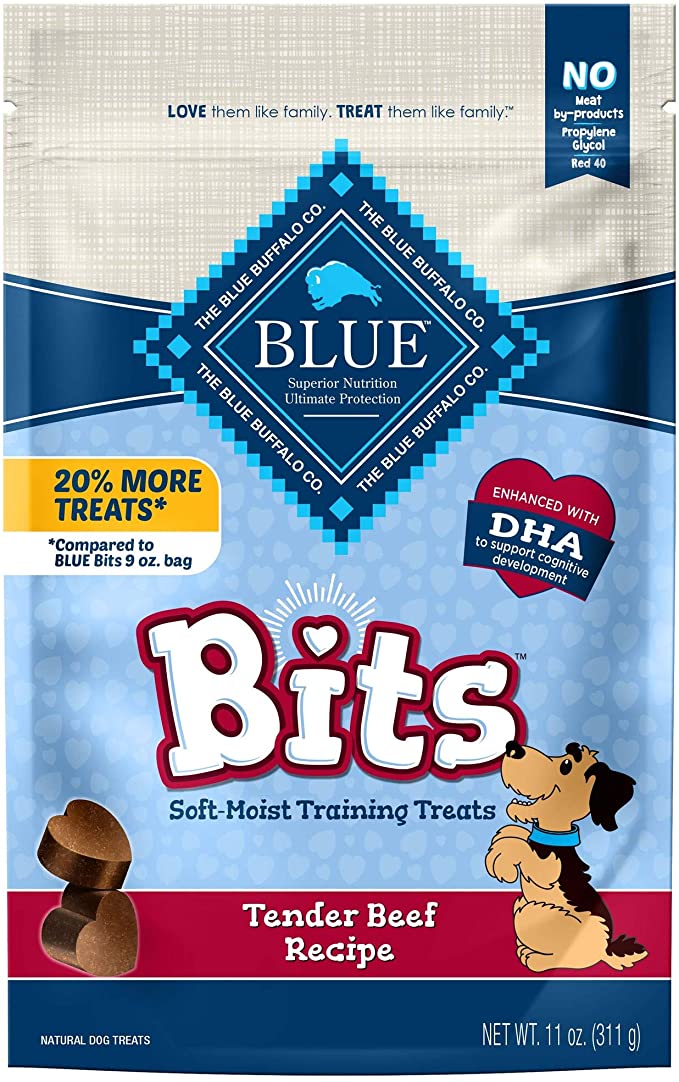 NO
Meat
by-products
Propylene
Glycol
Red 40
LOVE them like family. TREAT them like family.™
THE BLUE BUFFALO CO.
THE BLUE BUFFALO CO.
BLUE™
Superior Nutrition
Ultimate Protection
THE BLUE BUFFALO CO.
THE BLUE BUFFALO CO.
20% MORE
TREATS*
*Compared to
BLUE Bits 9 oz. bag
ENHANCED WITH
DHA
to support cognitive
development
Bits™
Soft-Moist Training Treats
Tender Beef
Recipe
NATURAL DOG TREATS
NET WT. 11 oz. (311 g)